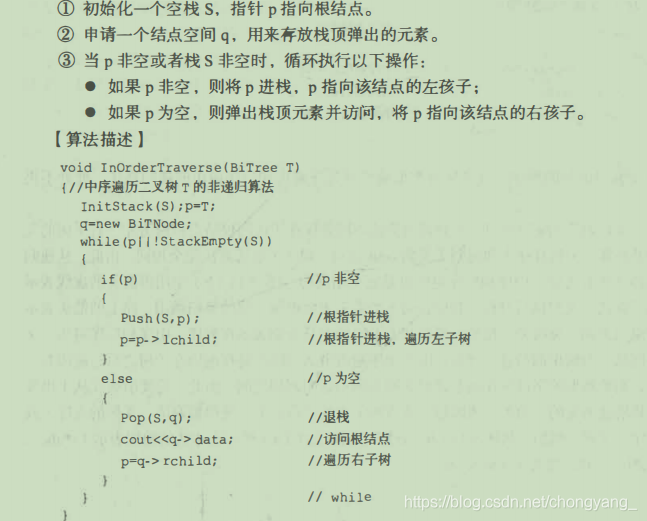 ① 初始化一个空栈 S，指针 p 指向根结点。
② 申请一个结点空间 q，用来存放栈顶弹出的元素。
③ 当 p 非空或者栈 S 非空时，循环执行以下操作：
● 如果 p 非空，则将 p 进栈，p 指向该结点的左孩子；
● 如果 p 为空，则弹出栈顶元素并访问，将 p 指向该结点的右孩子。
【算法描述】
void InOrderTraverse(BiTree T)
{//中序遍历二叉树 T 的非递归算法
InitStack(S);p=T;
q=new BiTNode;
while(p||!StackEmpty(S))
{
if(p) //p 非空
{
Push(S,p); //根指针进栈
p=p->lchild; //根指针进栈，遍历左子树
}
else //p 为空
{
Pop(S,q); //退栈
cout<<q->data; //访问根结点
p=q->rchild; //遍历右子树
}
} // while
}
https://blog.csdn.net/chongyang_